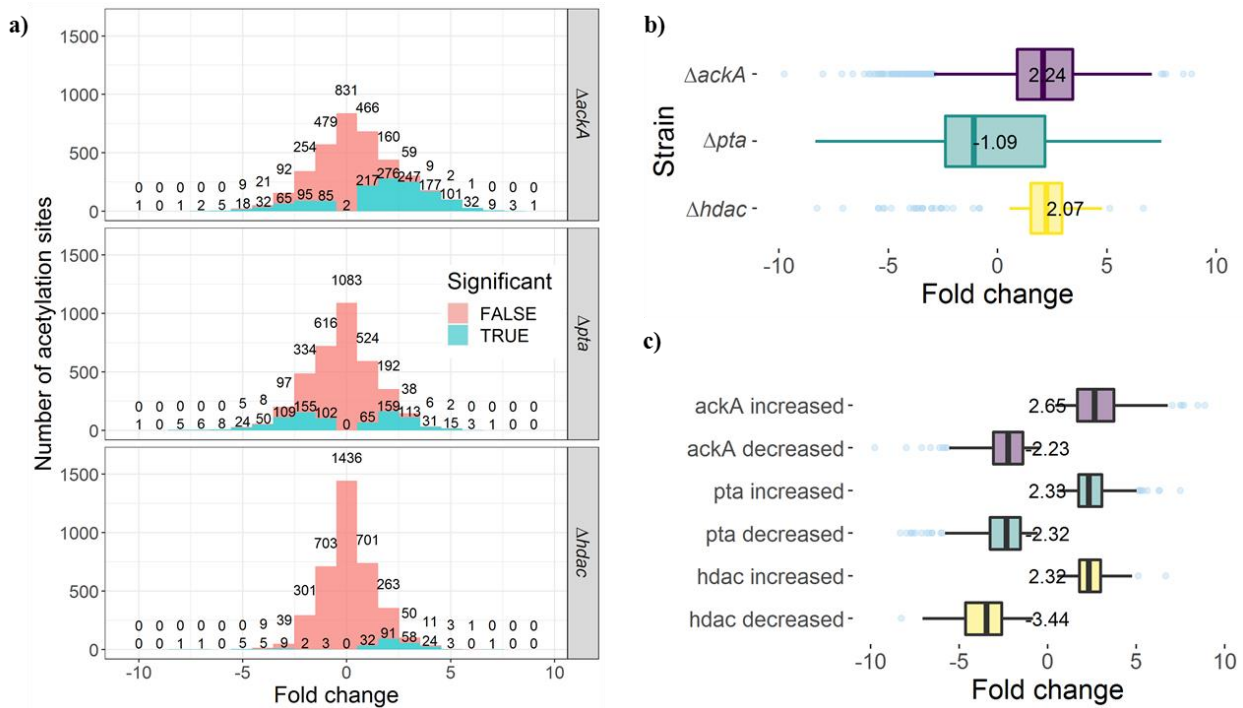 a)
Number of acetylation sites
1500
1000
500
0
831
479 466
254 160
92 59
9 21 9 2
0 0 0 0 0 1 0 0 0
217 276 247 177 101
1 0 1 2 5 18 32 65 95 85 2 32 9 3 1
ΔackA
1500
1000
500
0
1083
616 524
334 192
97 38
5 8 6 2
0 0 0 0 0 0 0 0 0
1 0 5 6 8 24 50 109 155 102 0 65 159 113 31 15 3 1 0 0
Δpta
Significant
FALSE
TRUE
1500
1000
500
0
1436
703 701
301 263
39 50
9 11 3 1
0 0 0 0 0 0 0 0 0
0 0 1 1 0 5 5 9 2 3 0 32 91 58 24 3 0 1 0 0
Δhdac
-10 -5 0 5 10
Fold change
b)
Strain
ΔackA
2.24
Δpta
-1.09
Δhdac
2.07
-10 -5 0 5 10
Fold change
c)
ackA increased
2.65
ackA decreased
-2.23
pta increased
2.33
pta decreased
-2.32
hdac increased
2.32
hdac decreased
-3.44
-10 -5 0 5 10
Fold change